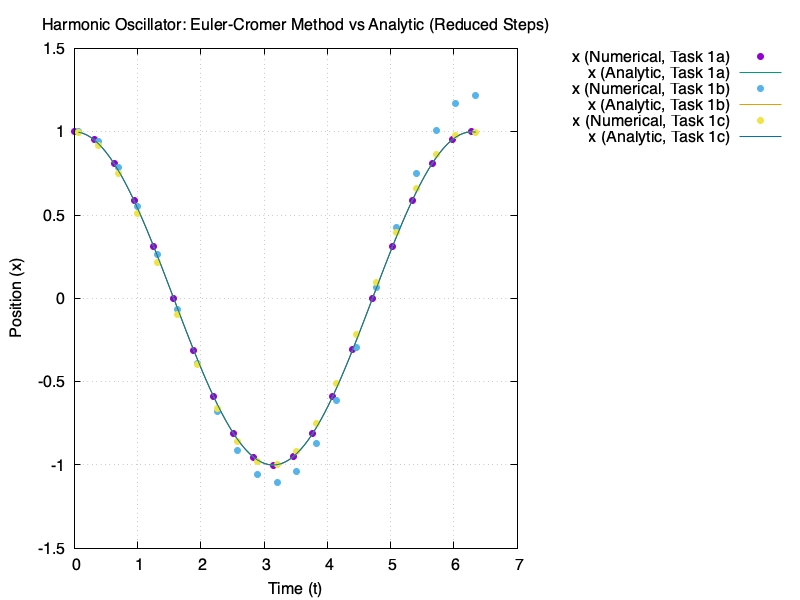 Harmonic Oscillator: Euler-Cromer Method vs Analytic (Reduced Steps)
x (Numerical, Task 1a)
x (Analytic, Task 1a)
x (Numerical, Task 1b)
x (Analytic, Task 1b)
x (Numerical, Task 1c)
x (Analytic, Task 1c)
1.5
1
0.5
0
-0.5
-1
-1.5
Position (x)
0 1 2 3 4 5 6 7
Time (t)